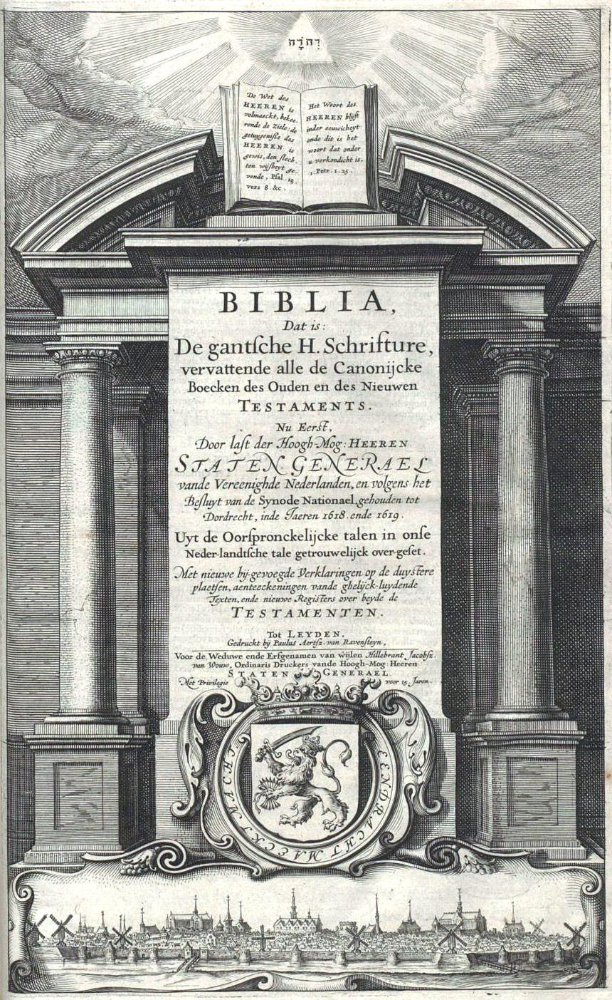 יְהוָֹה
De Wet des
HEEREN is
volmaeckt, bekee-
rende de Ziele: de
getuygeniſſe des
HEEREN is
gewis, den ſlech-
ten wijſheyt ge-
vende, Pſal. 19.
vers 8. &c.
Het Woort des
HEEREN blijft
inder eeuwicheyt:
ende dit is het
woort dat onder
u verkondicht is.
1. Petr. 1. 25.
BIBLIA,
Dat is:
De gantſche H. Schrifture,
vervattende alle de Canonijcke
Boecken des Ouden en des Nieuwen
TESTAMENTS.
Nu Eerſt,
Door laſt der Hoogh-Mog: HEEREN
STATEN GENERAEL
vande Vereenighde Nederlanden, en volgens het
Beſluyt van de Synode Nationael, gehouden tot
Dordrecht, inde Jaeren 1618. ende 1619.
Uyt de Oorſpronckelijcke talen in onſe
Neder-landtſche tale getrouwelijck over-geſet.
Met nieuwe bij-gevoegde Verklaringen op de duyſtere
plaetſen, aenteeckeningen vande ghelijck-luydende
Texten, ende nieuwe Regiſters over beyde de
TESTAMENTEN.
Tot LEYDEN,
Gedruckt bij Paulus Aertſz. van Ravenſteyn,
Voor de Weduwe ende Erfgenamen van wijlen Hillebrant Jacobſz.
van Wouw, Ordinaris Druckers vande Hoogh-Mog: Heeren
STATEN GENERAEL.
Met Privilegie voor 15. Jaren.
EENDRACHT MAECKT MACHT